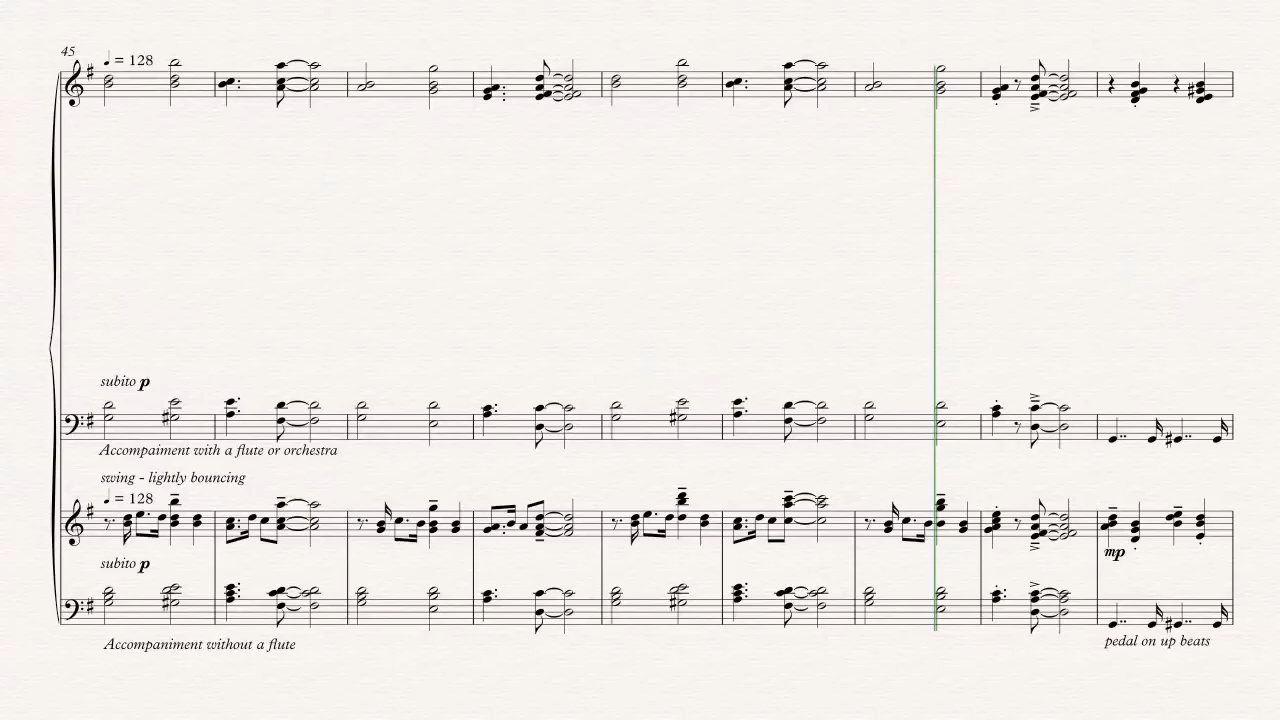 45
♩ = 128
subito p
Accompaiment with a flute or orchestra
swing - lightly bouncing
♩ = 128
subito p
mp
Accompaniment without a flute
pedal on up beats